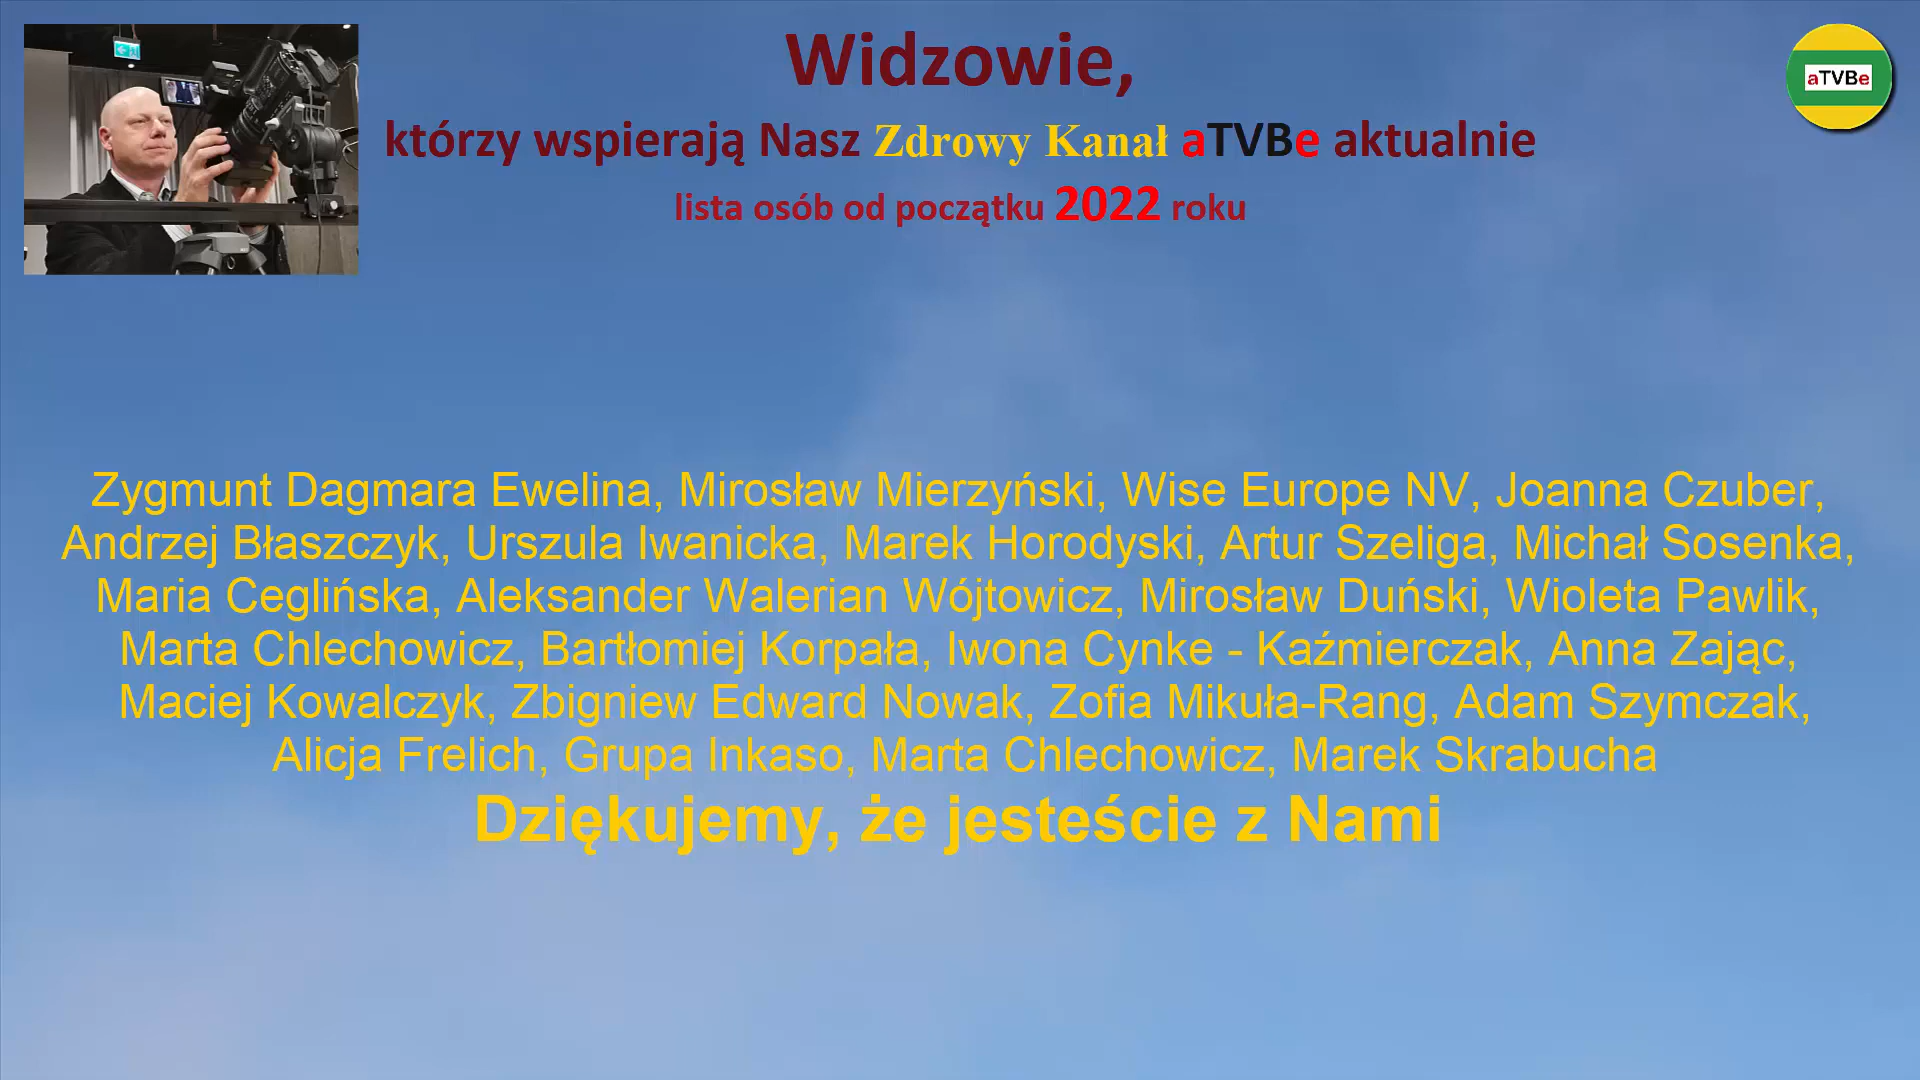 Widzowie,
aTVBe
którzy wspierają Nasz Zdrowy Kanał aTVBe aktualnie
lista osób od początku 2022 roku
Zygmunt Dagmara Ewelina, Mirosław Mierzyński, Wise Europe NV, Joanna Czuber,
Andrzej Błaszczyk, Urszula Iwanicka, Marek Horodyski, Artur Szeliga, Michał Sosenka,
Maria Ceglińska, Aleksander Walerian Wójtowicz, Mirosław Duński, Wioleta Pawlik,
Marta Chlechowicz, Bartłomiej Korpała, Iwona Cynke - Kaźmierczak, Anna Zając,
Maciej Kowalczyk, Zbigniew Edward Nowak, Zofia Mikuła-Rang, Adam Szymczak,
Alicja Frelich, Grupa Inkaso, Marta Chlechowicz, Marek Skrabucha
Dziękujemy, że jesteście z Nami